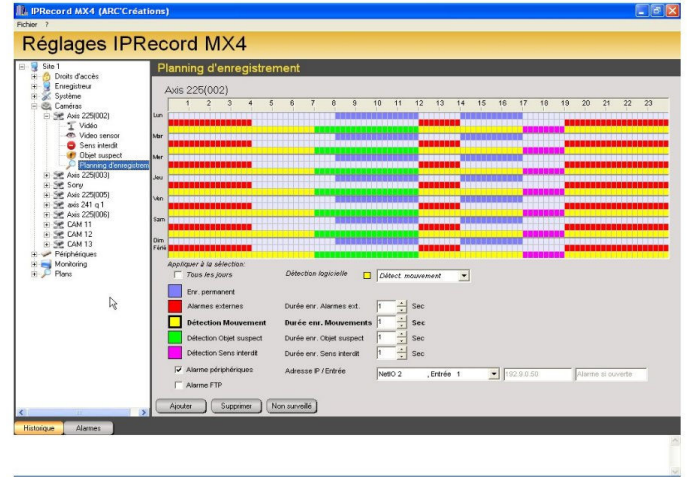 IPRecord MX4 (ARC'Créations)
Fichier ?
Réglages IPRecord MX4
Site 1
Droits d'accès
Enregistreur
Système
Caméras
Axis 225(002)
Vidéo
Video sensor
Sens interdit
Objet suspect
Planning d'enregistrem
Axis 225(003)
Sony
Axis 225(005)
axis 241 q 1
Axis 225(006)
CAM 11
CAM 12
CAM 13
Périphériques
Monitoring
Plans
Planning d'enregistrement
Axis 225(002)
1 2 3 4 5 6 7 8 9 10 11 12 13 14 15 16 17 18 19 20 21 22 23
Lun
Mar
Mer
Jeu
Ven
Sam
Dim
Férié
Appliquer à la sélection:
Tous les jours Détection logicielle Détect. mouvement
Enr. permanent
Alarmes externes Durée enr. Alarmes ext. 1 Sec
Détection Mouvement Durée enr. Mouvements 1 Sec
Détection Objet suspect Durée enr. Objet suspect 1 Sec
Détection Sens interdit Durée enr. Sens interdit 1 Sec
Alarme périphériques Adresse IP / Entrée NetIO 2 , Entrée 1 192.9.0.50 Alarme si ouverte
Alarme FTP
Ajouter Supprimer Non surveillé
Historique Alarmes